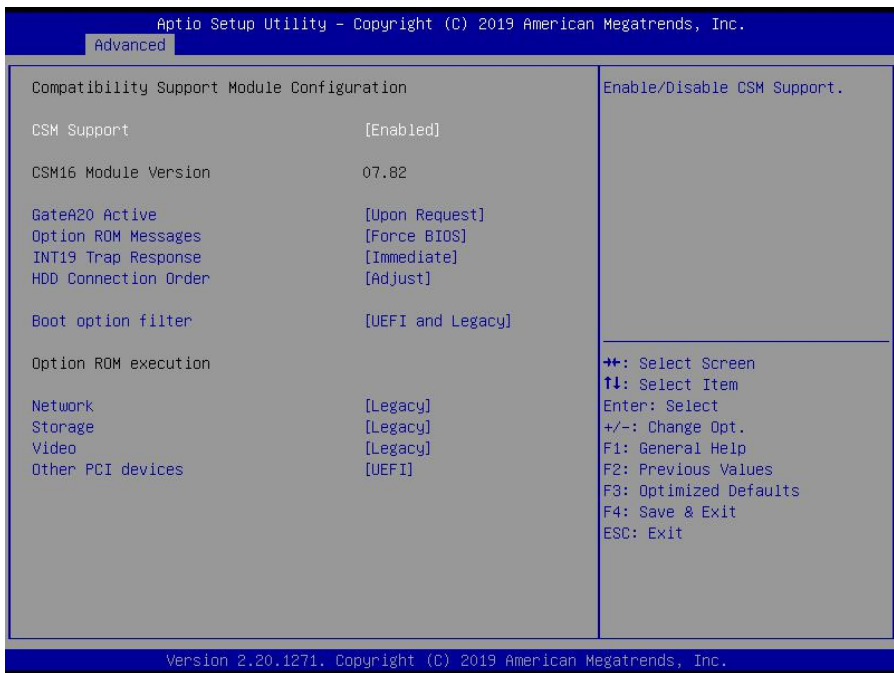 Aptio Setup Utility – Copyright (C) 2019 American Megatrends, Inc.
Advanced
Compatibility Support Module Configuration
CSM Support [Enabled]
CSM16 Module Version 07.82
GateA20 Active [Upon Request]
Option ROM Messages [Force BIOS]
INT19 Trap Response [Immediate]
HDD Connection Order [Adjust]
Boot option filter [UEFI and Legacy]
Option ROM execution
Network [Legacy]
Storage [Legacy]
Video [Legacy]
Other PCI devices [UEFI]
Enable/Disable CSM Support.
→←: Select Screen
↑↓: Select Item
Enter: Select
+/-: Change Opt.
F1: General Help
F2: Previous Values
F3: Optimized Defaults
F4: Save & Exit
ESC: Exit
Version 2.20.1271. Copyright (C) 2019 American Megatrends, Inc.